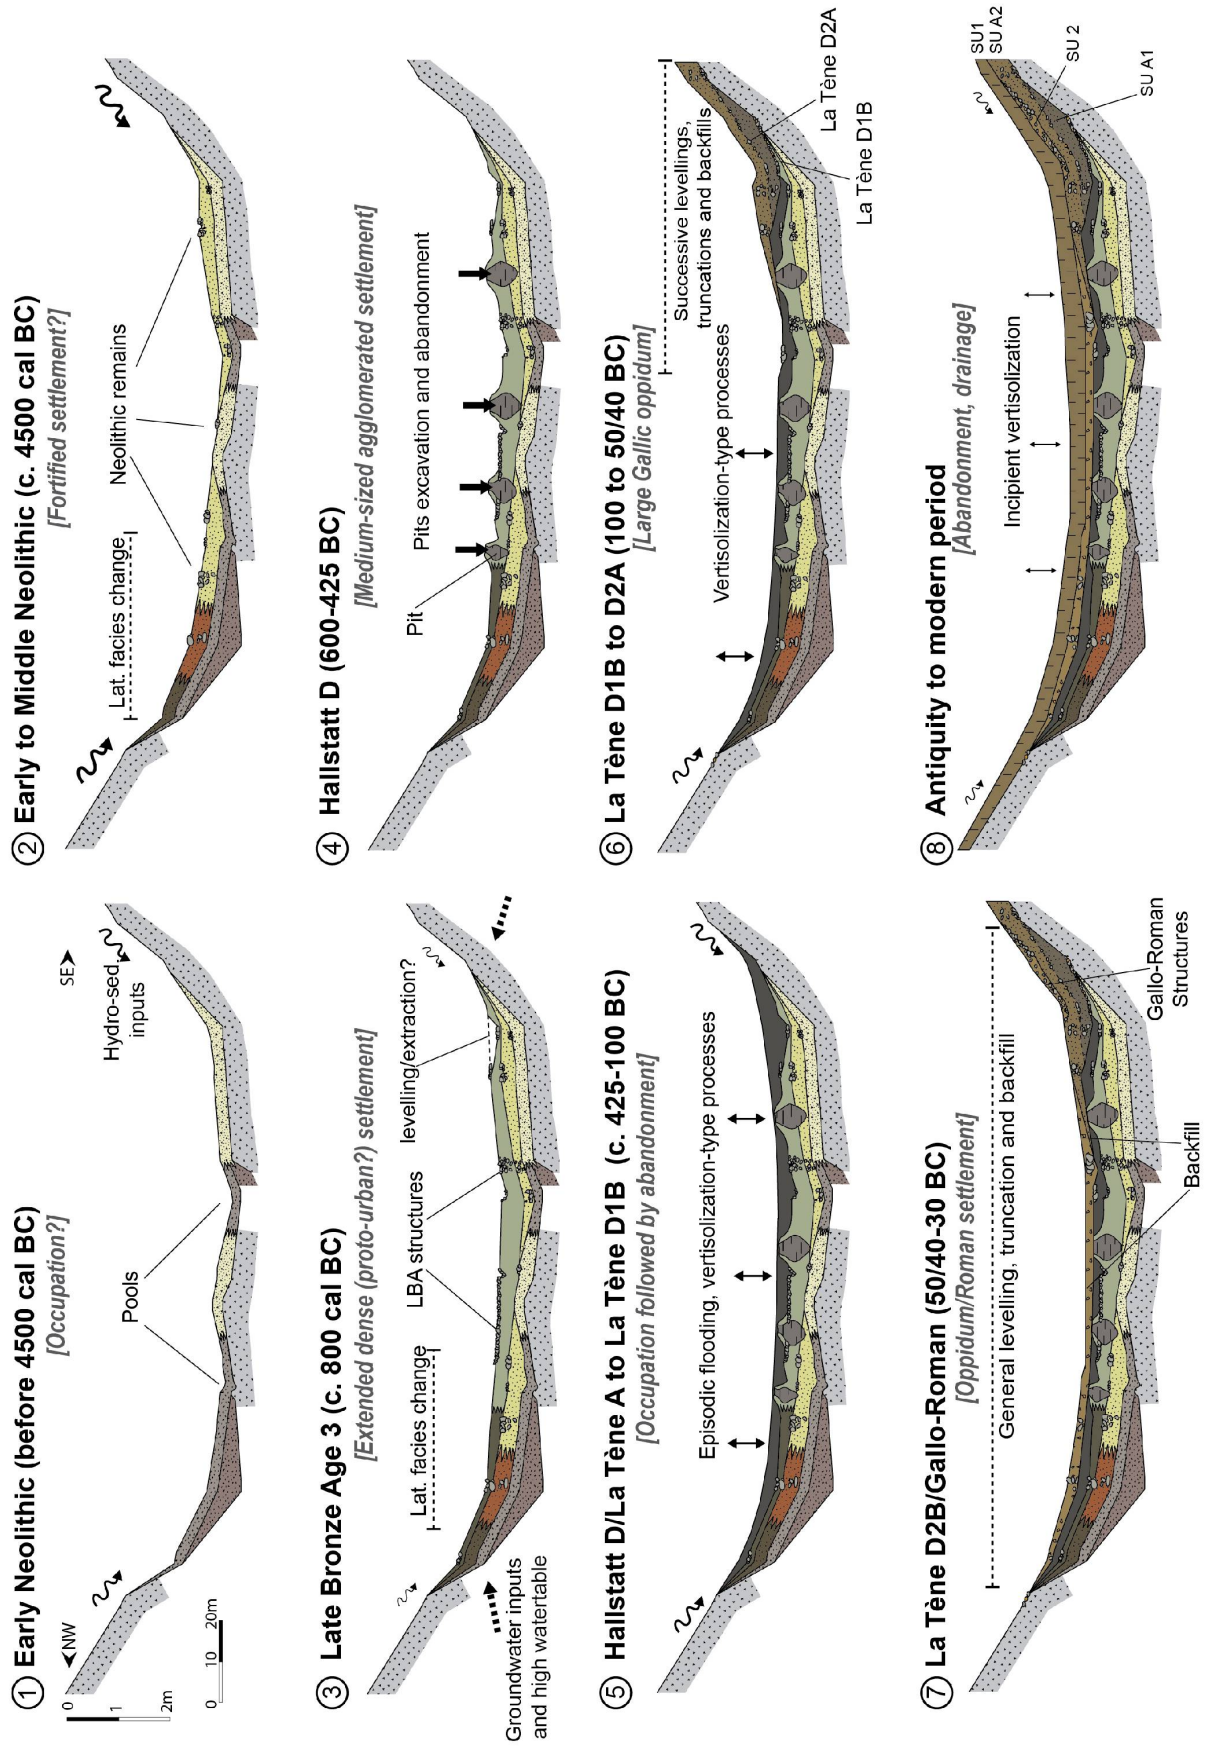 ① Early Neolithic (before 4500 cal BC)
[Occupation?]
◄NW
SE►
0
1
2m
0 10 20m
Pools
Hydro-sed.
inputs
② Early to Middle Neolithic (c. 4500 cal BC)
[Fortified settlement?]
Lat. facies change
Neolithic remains
③ Late Bronze Age 3 (c. 800 cal BC)
[Extended dense (proto-urban?) settlement]
Lat. facies change
LBA structures
levelling/extraction?
Groundwater inputs
and high watertable
④ Hallstatt D (600-425 BC)
[Medium-sized agglomerated settlement]
Pit
Pits excavation and abandonment
⑤ Hallstatt D/La Tène A to La Tène D1B (c. 425-100 BC)
[Occupation followed by abandonment]
Episodic flooding, vertisolization-type processes
⑥ La Tène D1B to D2A (100 to 50/40 BC)
[Large Gallic oppidum]
Vertisolization-type processes
Successive levellings,
truncations and backfills
La Tène D2A
La Tène D1B
⑦ La Tène D2B/Gallo-Roman (50/40-30 BC)
[Oppidum/Roman settlement]
General levelling, truncation and backfill
Backfill
Gallo-Roman
Structures
⑧ Antiquity to modern period
[Abandonment, drainage]
Incipient vertisolization
SU1
SU A2
SU 2
SU A1